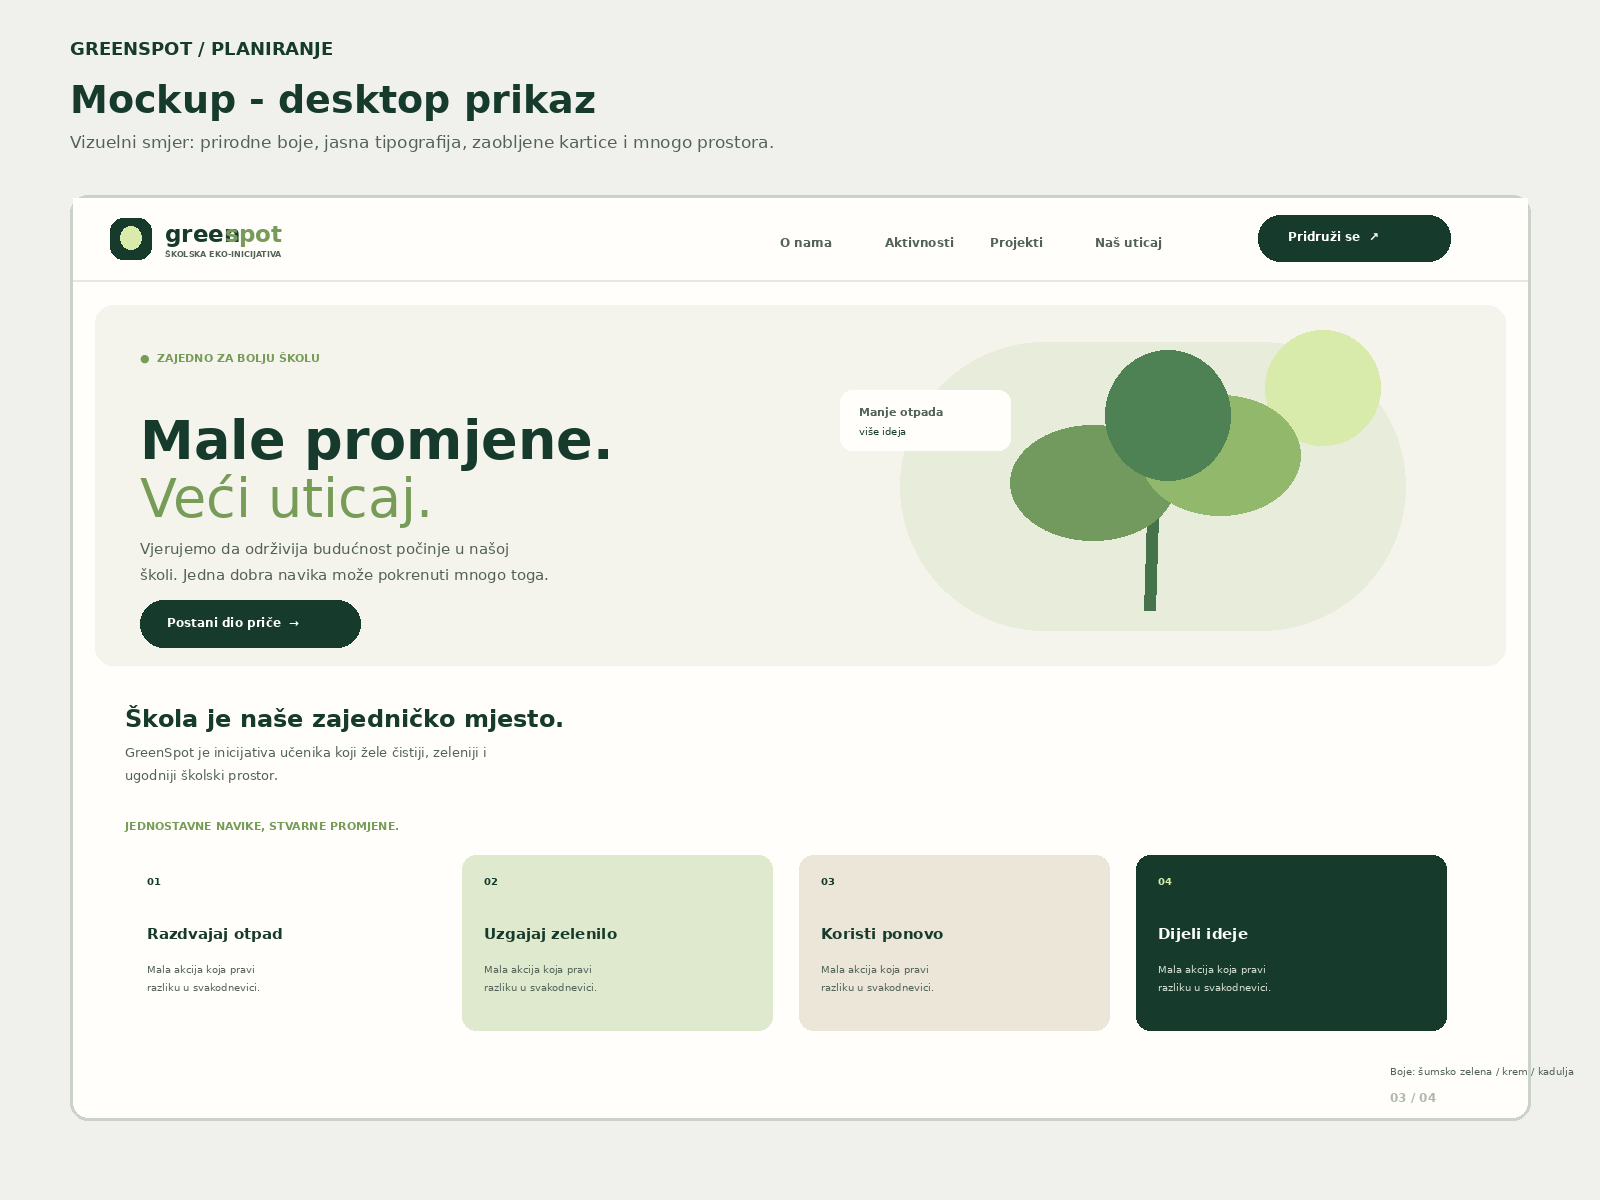 GREENSPOT / PLANIRANJE
Mockup - desktop prikaz
Vizuelni smjer: prirodne boje, jasna tipografija, zaobljene kartice i mnogo prostora.
greenspot
ŠKOLSKA EKO-INICIJATIVA
O nama
Aktivnosti
Projekti
Naš uticaj
Pridruži se ↗
● ZAJEDNO ZA BOLJU ŠKOLU
Male promjene.
Veći uticaj.
Vjerujemo da održivija budućnost počinje u našoj
školi. Jedna dobra navika može pokrenuti mnogo toga.
Postani dio priče →
Manje otpada
više ideja
Škola je naše zajedničko mjesto.
GreenSpot je inicijativa učenika koji žele čistiji, zeleniji i
ugodniji školski prostor.
JEDNOSTAVNE NAVIKE, STVARNE PROMJENE.
01
Razdvajaj otpad
Mala akcija koja pravi
razliku u svakodnevici.
02
Uzgajaj zelenilo
Mala akcija koja pravi
razliku u svakodnevici.
03
Koristi ponovo
Mala akcija koja pravi
razliku u svakodnevici.
04
Dijeli ideje
Mala akcija koja pravi
razliku u svakodnevici.
Boje: šumsko zelena / krem / kadulja
03 / 04